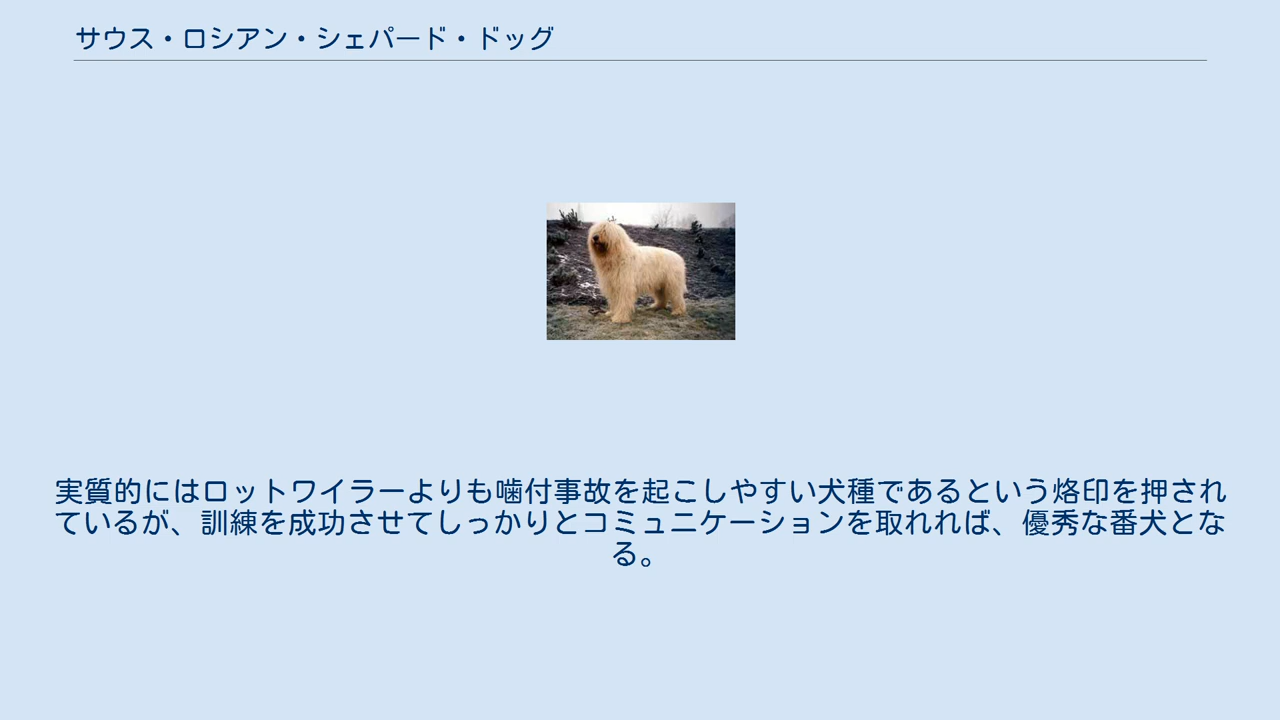 サウス・ロシアン・シェパード・ドッグ
実質的にはロットワイラーよりも噛付事故を起こしやすい犬種であるという烙印を押され
ているが、訓練を成功させてしっかりとコミュニケーションを取れれば、優秀な番犬とな
る。